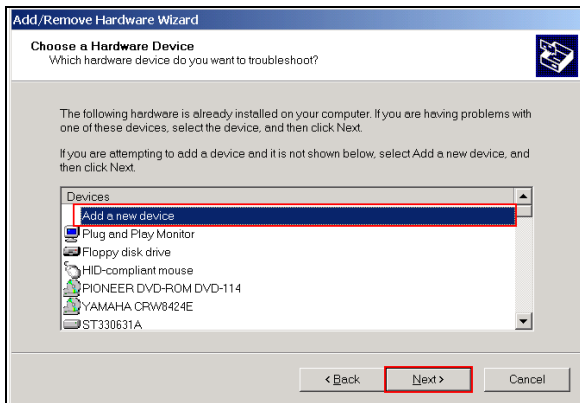 Add/Remove Hardware Wizard
Choose a Hardware Device
Which hardware device do you want to troubleshoot?
The following hardware is already installed on your computer. If you are having problems with
one of these devices, select the device, and then click Next.
If you are attempting to add a device and it is not shown below, select Add a new device, and
then click Next.
Devices
Add a new device
Plug and Play Monitor
Floppy disk drive
HID-compliant mouse
PIONEER DVD-ROM DVD-114
YAMAHA CRW8424E
ST330631A
< Back Next > Cancel